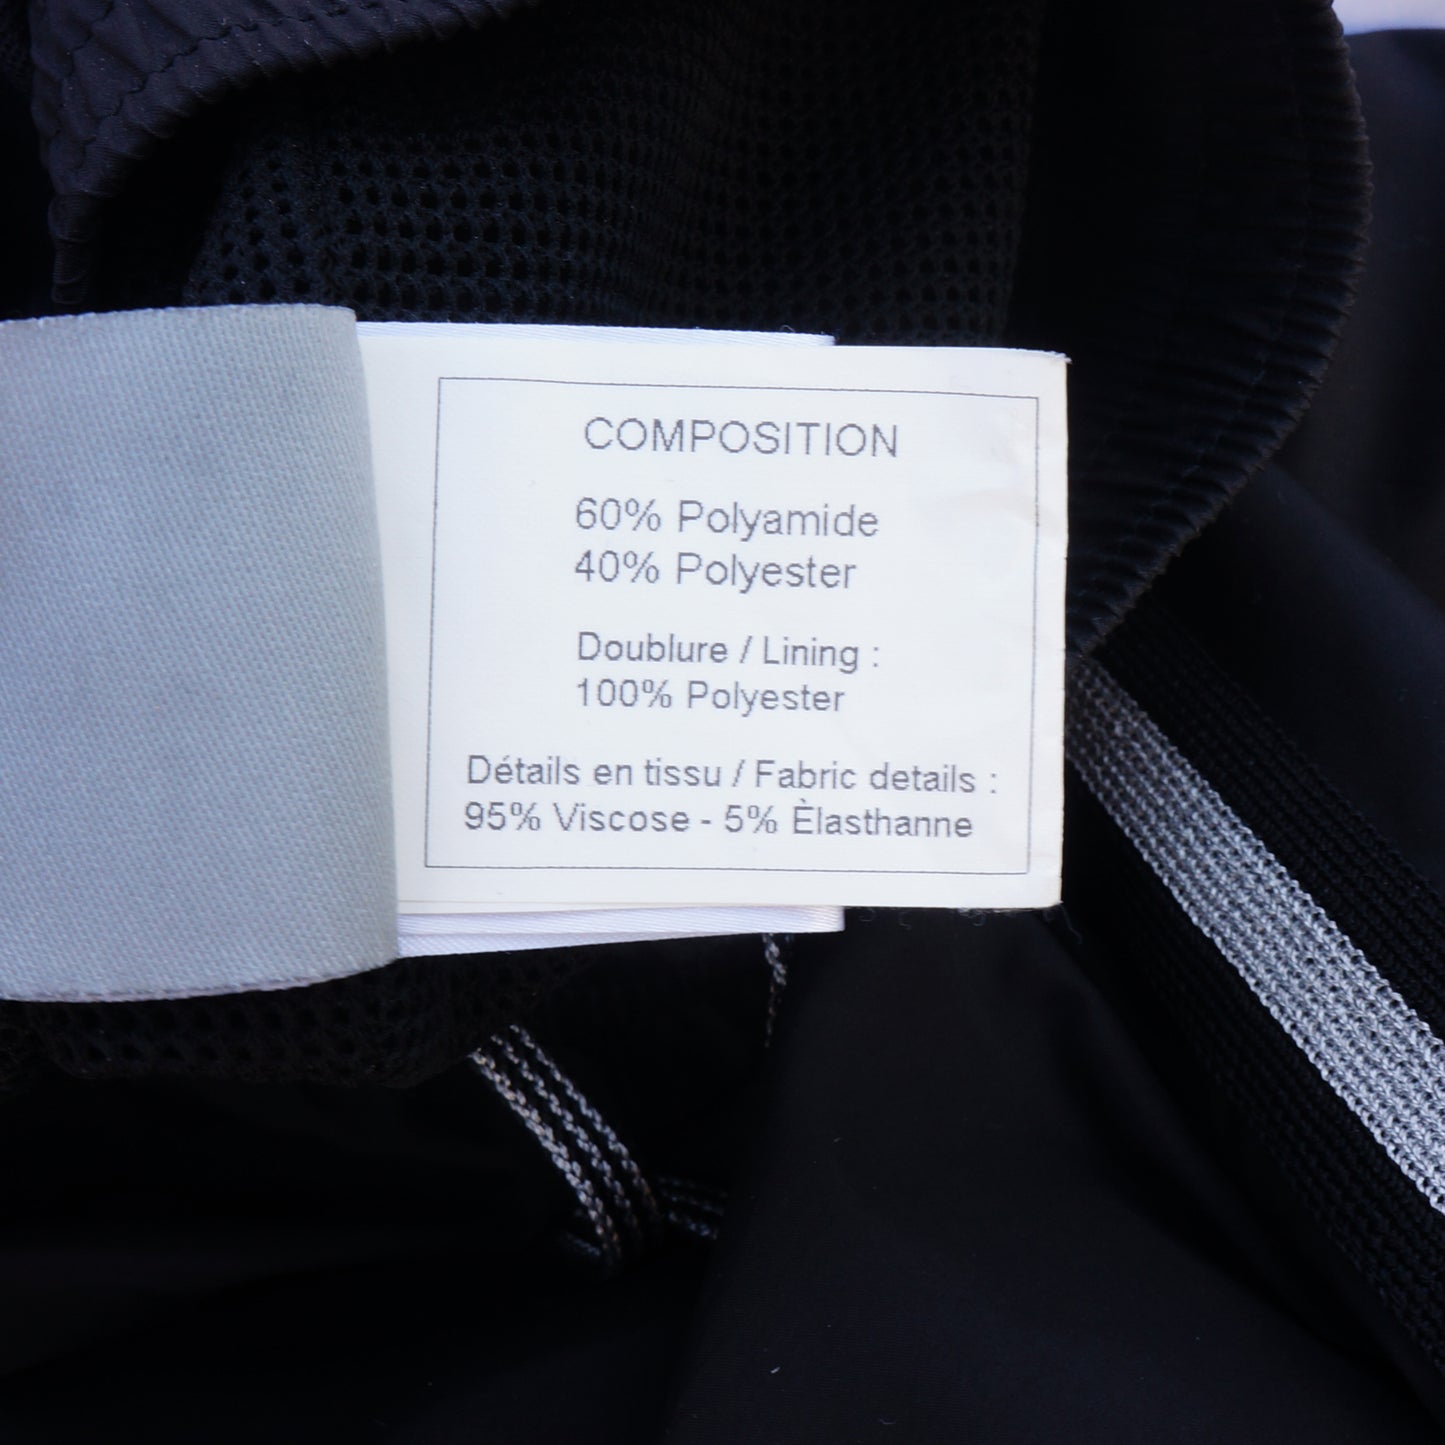 COMPOSITION
60% Polyamide
40% Polyester
Doublure / Lining :
100% Polyester
Détails en tissu / Fabric details :
95% Viscose - 5% Èlasthanne